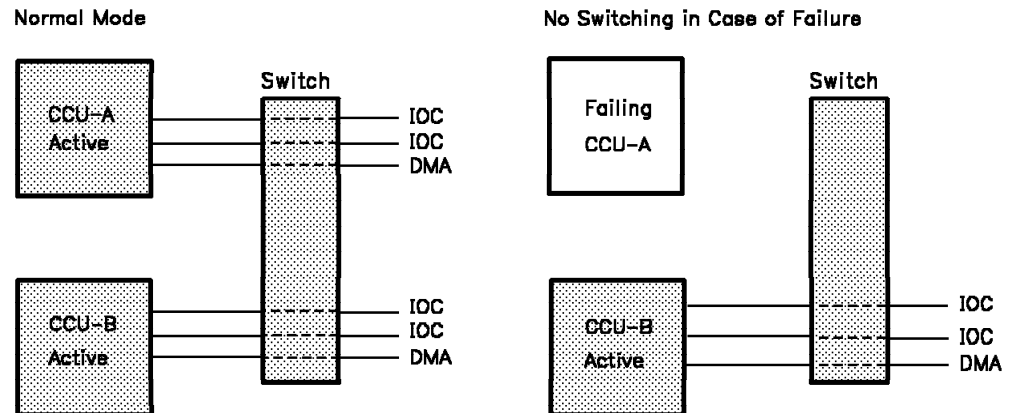 Normal Mode
CCU-A
Active
Switch
IOC
IOC
DMA
CCU-B
Active
IOC
IOC
DMA
No Switching in Case of Failure
Failing
CCU-A
Switch
CCU-B
Active
IOC
IOC
DMA